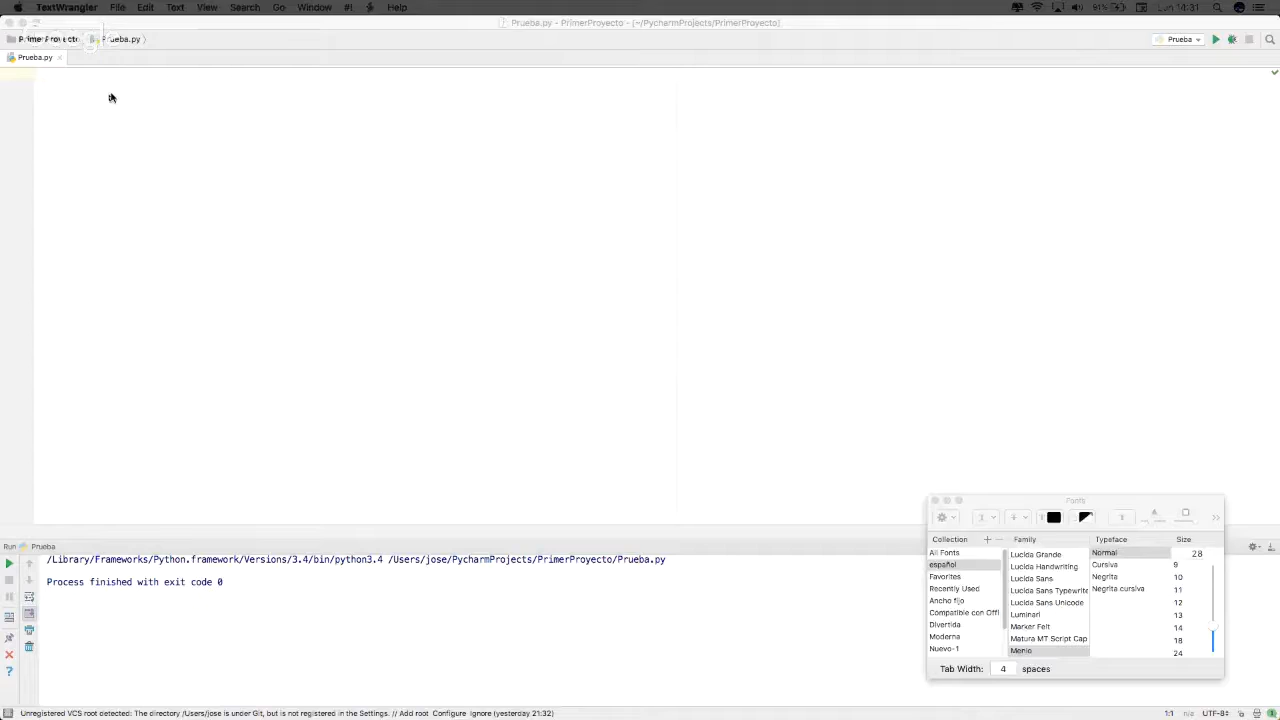 TextWrangler File Edit Text View Search Go Window Help
Prueba.py - PrimerProyecto - [~/PycharmProjects/PrimerProyecto]
Prueba.py Prueba
Prueba.py
Fonts
Run Prueba
/Library/Frameworks/Python.framework/Versions/3.4/bin/python3.4 /Users/jose/PycharmProjects/PrimerProyecto/Prueba.py
Process finished with exit code 0
Collection Family Typeface Size
All Fonts
español
Favorites
Recently Used
Ancho fijo
Compatible con Offi
Divertida
Moderna
Nuevo-1
Lucida Grande
Lucida Handwriting
Lucida Sans
Lucida Sans Typewrite
Lucida Sans Unicode
Luminari
Marker Felt
Matura MT Script Cap
Menlo
Normal
Cursiva
Negrita
Negrita cursiva
28
9
10
11
12
13
14
18
24
Tab Width: 4 spaces
Unregistered VCS root detected: The directory /Users/jose is under Git, but is not registered in the Settings. // Add root Configure Ignore (yesterday 21:32) 1:1 n/a UTF-8